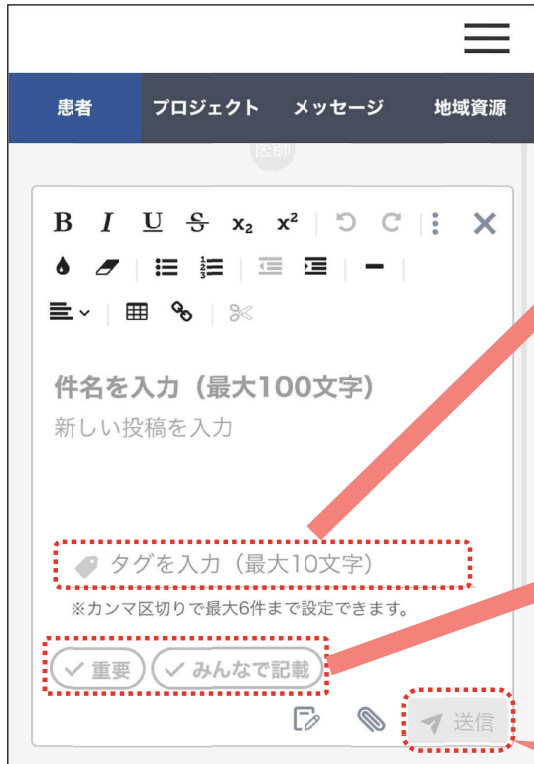 患者 プロジェクト メッセージ 地域資源
医師
B I U S x₂ x²
件名を入力（最大100文字）
新しい投稿を入力
タグを入力（最大10文字）
※カンマ区切りで最大6件まで設定できます。
重要 みんなで記載
送信